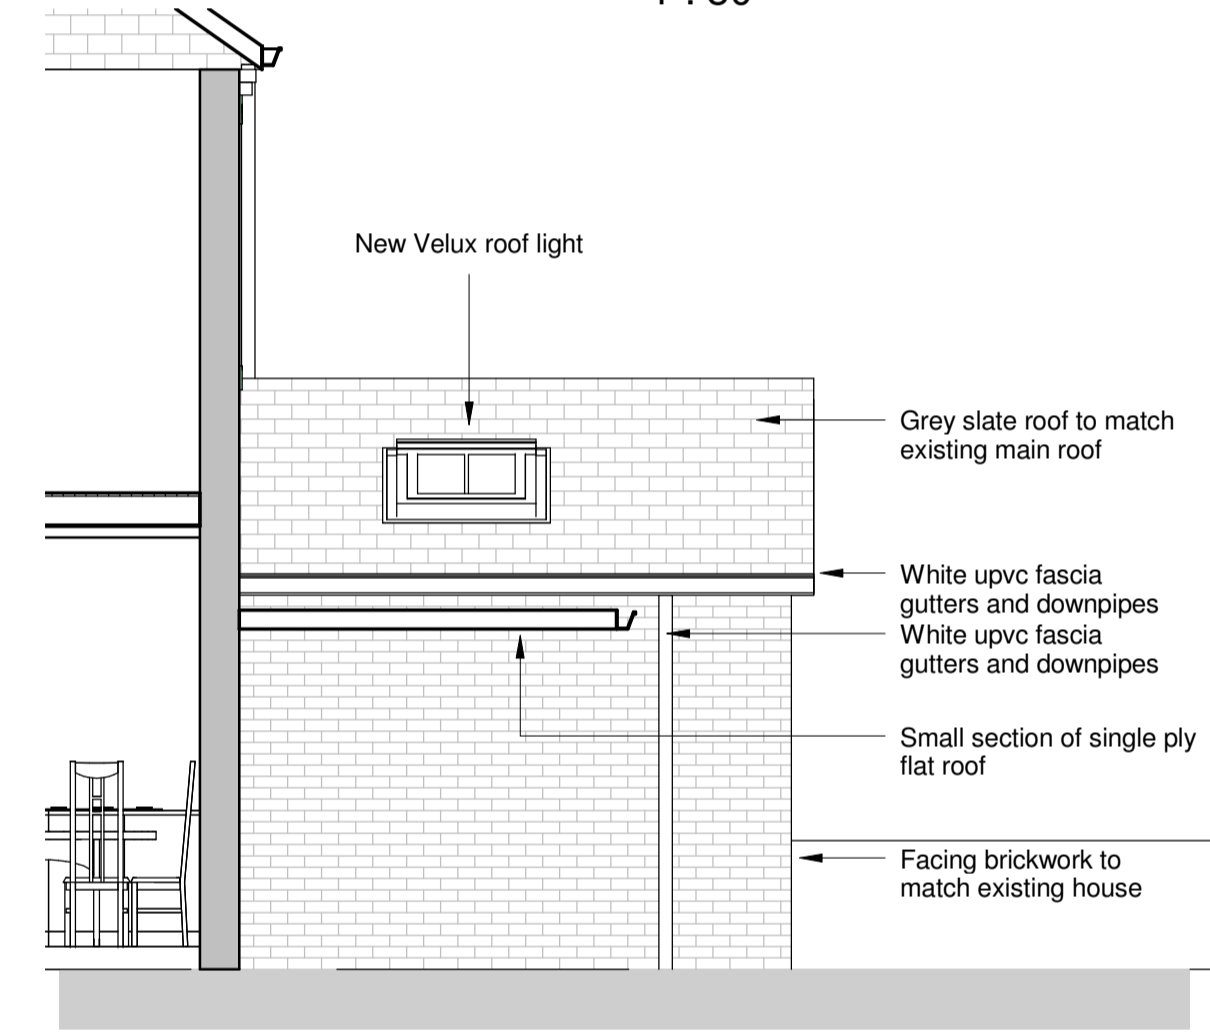 New Velux roof light
Grey slate roof to match
existing main roof
White upvc fascia
gutters and downpipes
White upvc fascia
gutters and downpipes
Small section of single ply
flat roof
Facing brickwork to
match existing house